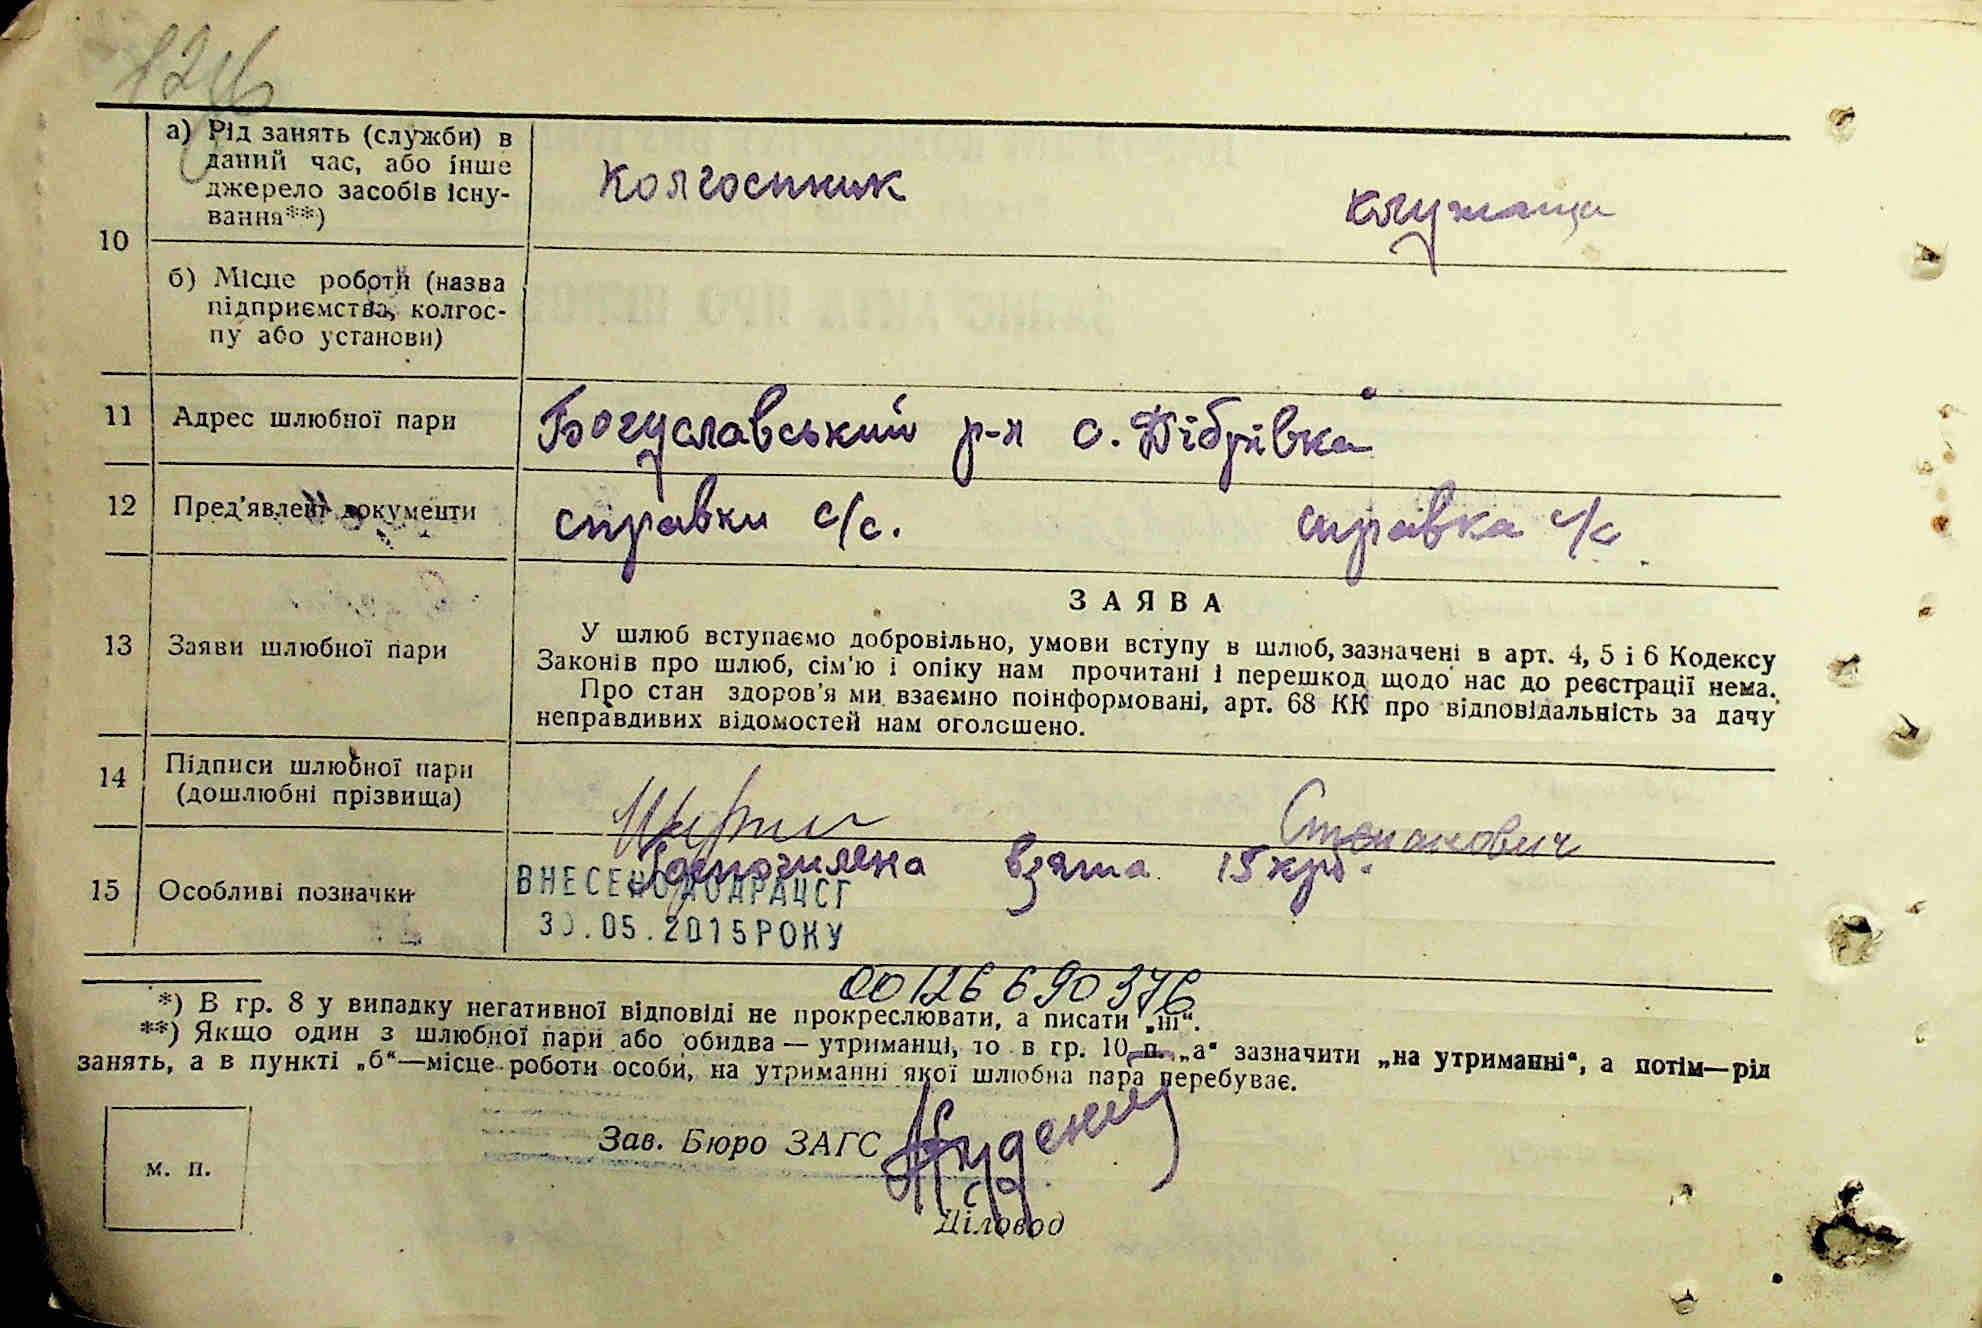 10
а) Рід занять (служби) в
даний час, або інше
джерело засобів існу-
вання**)
колгоспник
служаща
б) Місце роботи (назва
підприємства, колгос-
пу або установи)
11 Адрес шлюбної пари
Богуславський р-н с. Дібрівка
12 Пред'явлені документи
справки с/с.
справка с/с.
13 Заяви шлюбної пари
ЗАЯВА
У шлюб вступаємо добровільно, умови вступу в шлюб, зазначені в арт. 4, 5 і 6 Кодексу
Законів про шлюб, сім'ю і опіку нам прочитані і перешкод щодо нас до реєстрації нема.
Про стан здоров'я ми взаємно поінформовані, арт. 68 КК про відповідальність за дачу
неправдивих відомостей нам оголошено.
14 Підписи шлюбної пари
(дошлюбні прізвища)
Степанович
15 Особливі позначки
взята 15 крб.
ВНЕСЕНО ДО ДРАЦСГ
30.05.2015 РОКУ
00126690376
*) В гр. 8 у випадку негативної відповіді не прокреслювати, а писати „ні“.
**) Якщо один з шлюбної пари або обидва — утриманці, то в гр. 10 п. „а“ зазначити „на утриманні“, а потім—рід
занять, а в пункті „б“—місце роботи особи, на утриманні якої шлюбна пара перебуває.
м. п.
Зав. Бюро ЗАГС
Діловод